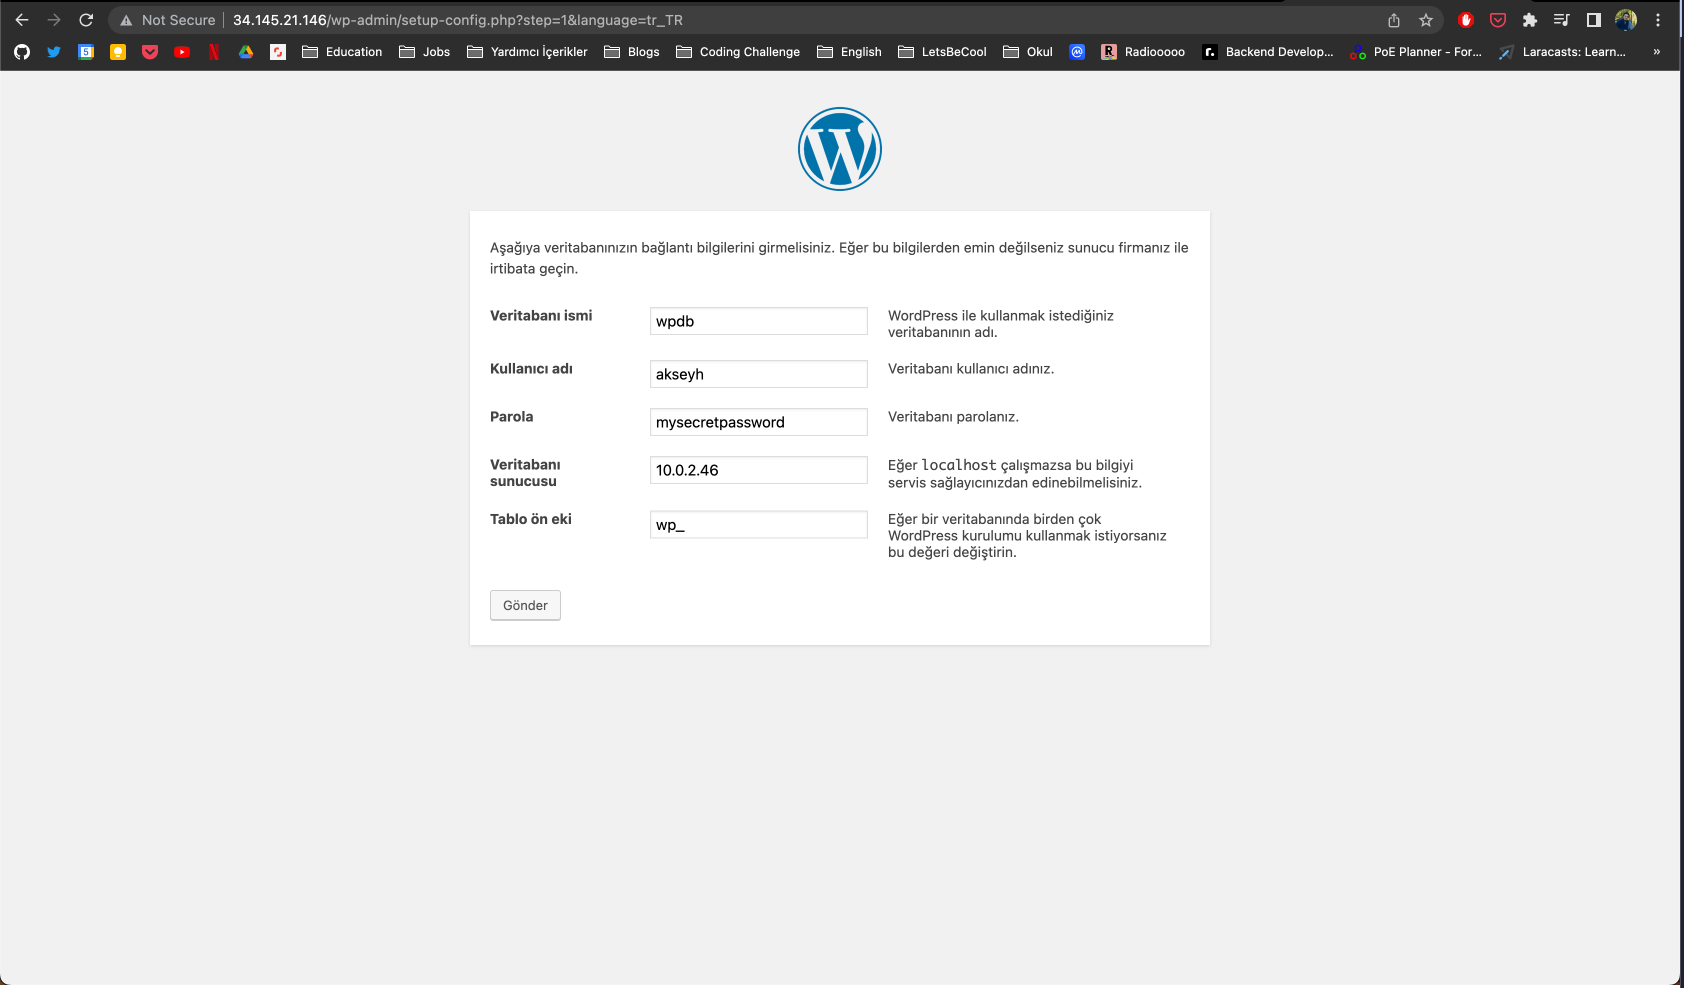 Not Secure 34.145.21.146/wp-admin/setup-config.php?step=1&language=tr_TR
5 Education Jobs Yardımcı İçerikler Blogs Coding Challenge English LetsBeCool Okul R Radiooooo r. Backend Develop... PoE Planner - For... Laracasts: Learn... »
W
Aşağıya veritabanınızın bağlantı bilgilerini girmelisiniz. Eğer bu bilgilerden emin değilseniz sunucu firmanız ile
irtibata geçin.
Veritabanı ismi
wpdb
WordPress ile kullanmak istediğiniz
veritabanının adı.
Kullanıcı adı
akseyh
Veritabanı kullanıcı adınız.
Parola
mysecretpassword
Veritabanı parolanız.
Veritabanı
sunucusu
10.0.2.46
Eğer localhost çalışmazsa bu bilgiyi
servis sağlayıcınızdan edinebilmelisiniz.
Tablo ön eki
wp_
Eğer bir veritabanında birden çok
WordPress kurulumu kullanmak istiyorsanız
bu değeri değiştirin.
Gönder